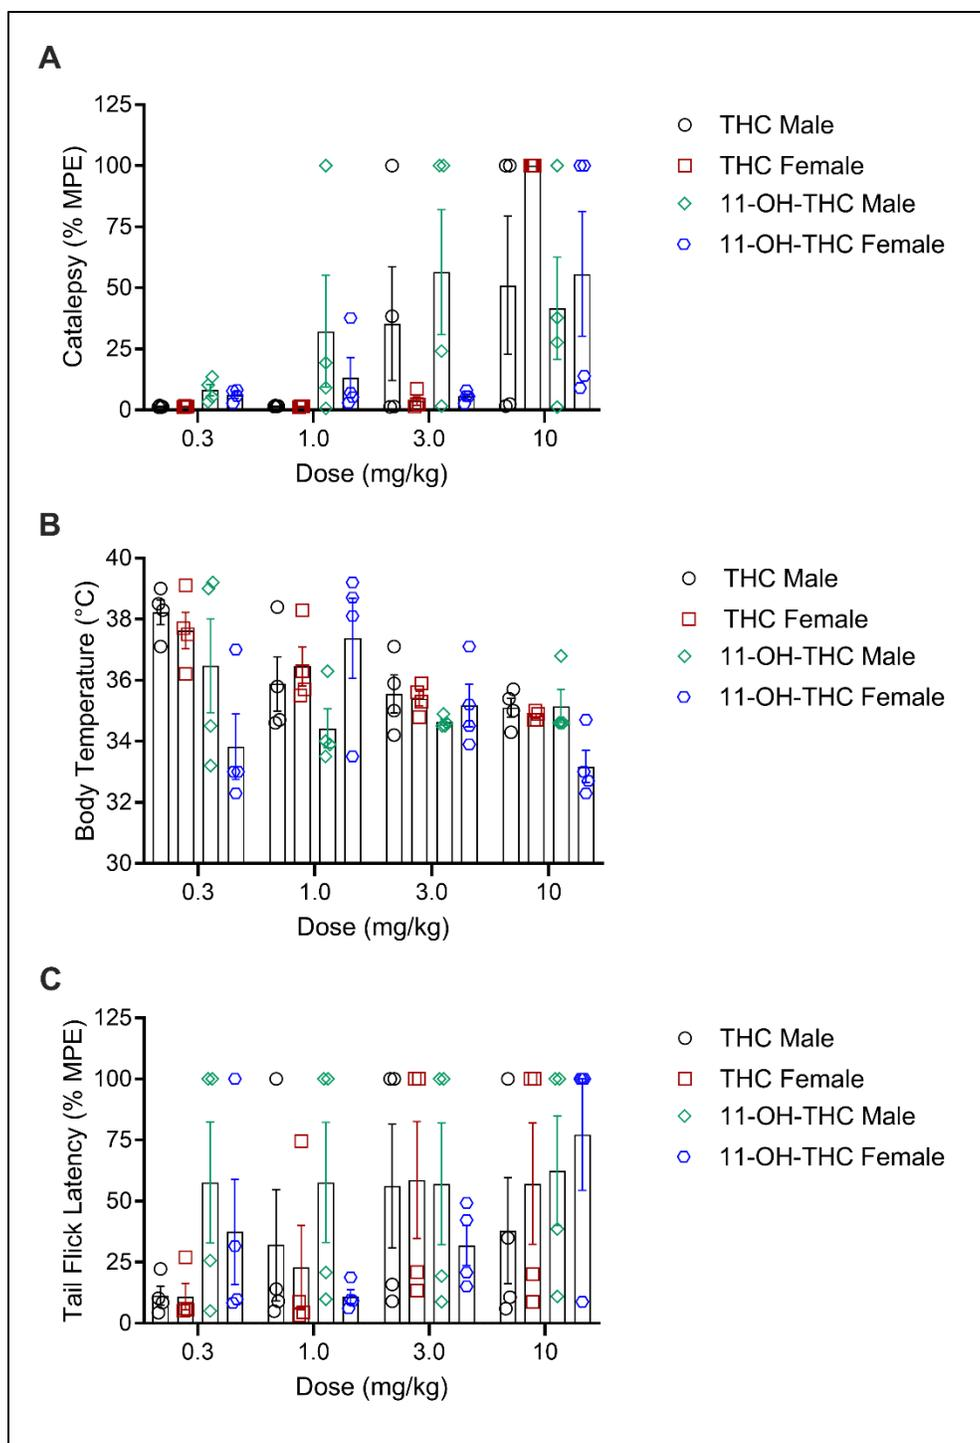 A
125
100
75
50
25
0
Catalepsy (% MPE)
0.3 1.0 3.0 10
Dose (mg/kg)
THC Male
THC Female
11-OH-THC Male
11-OH-THC Female
B
40
38
36
34
32
30
Body Temperature (°C)
0.3 1.0 3.0 10
Dose (mg/kg)
THC Male
THC Female
11-OH-THC Male
11-OH-THC Female
C
125
100
75
50
25
0
Tail Flick Latency (% MPE)
0.3 1.0 3.0 10
Dose (mg/kg)
THC Male
THC Female
11-OH-THC Male
11-OH-THC Female